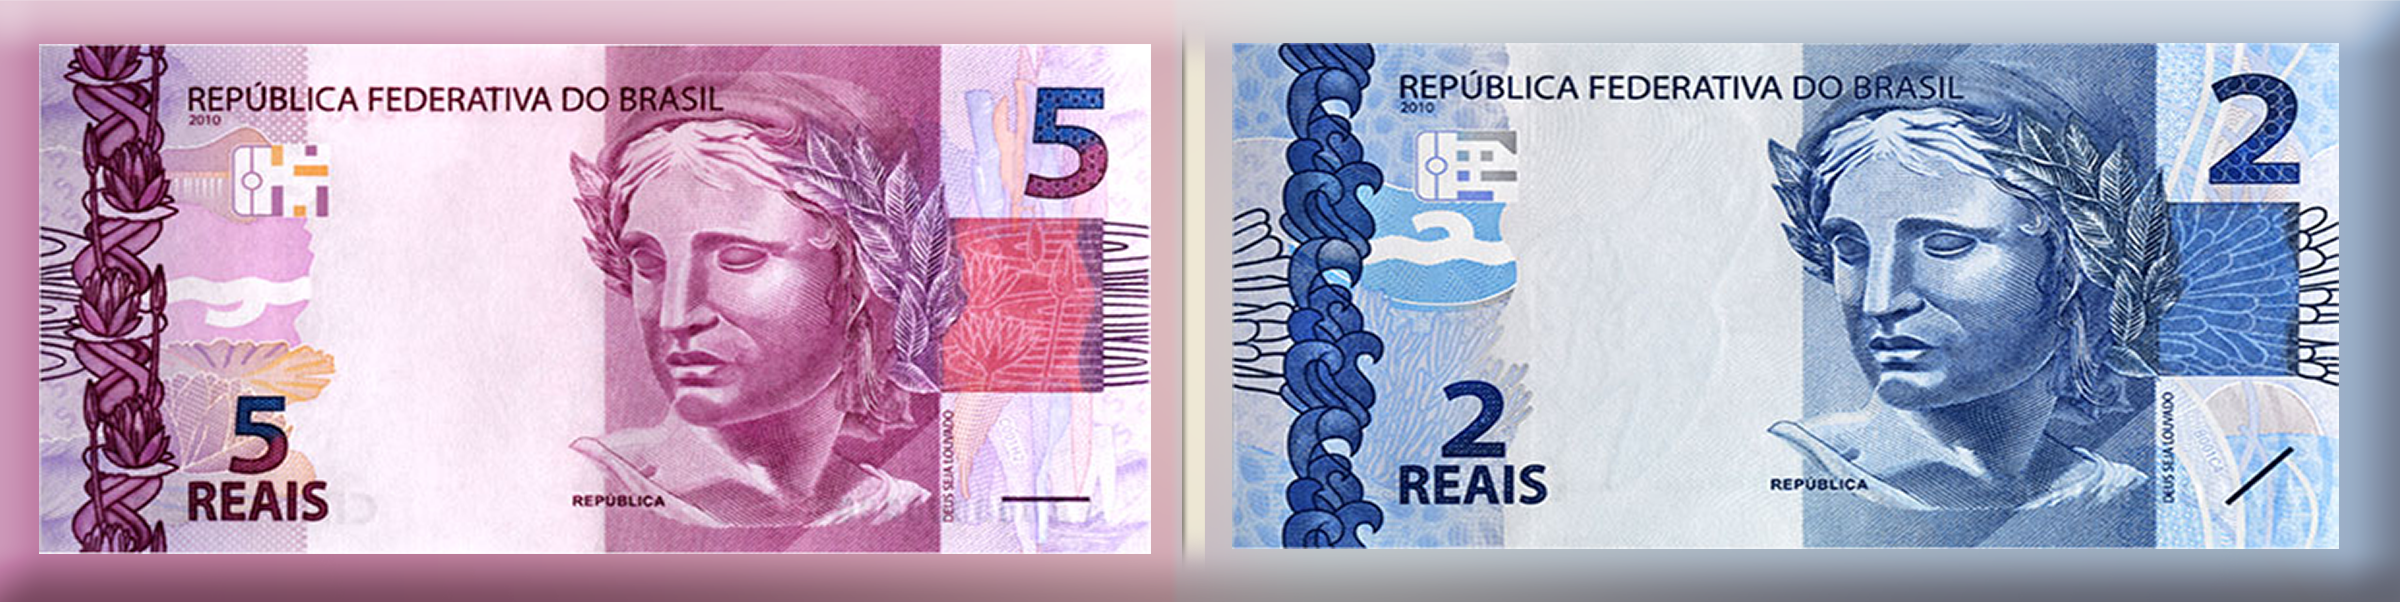 REPÚBLICA FEDERATIVA DO BRASIL
2010
5
5
REAIS
REPÚBLICA
DEUS SEJA LOUVADO
REPÚBLICA FEDERATIVA DO BRASIL
2010
2
2
REAIS
REPÚBLICA
DEUS SEJA LOUVADO